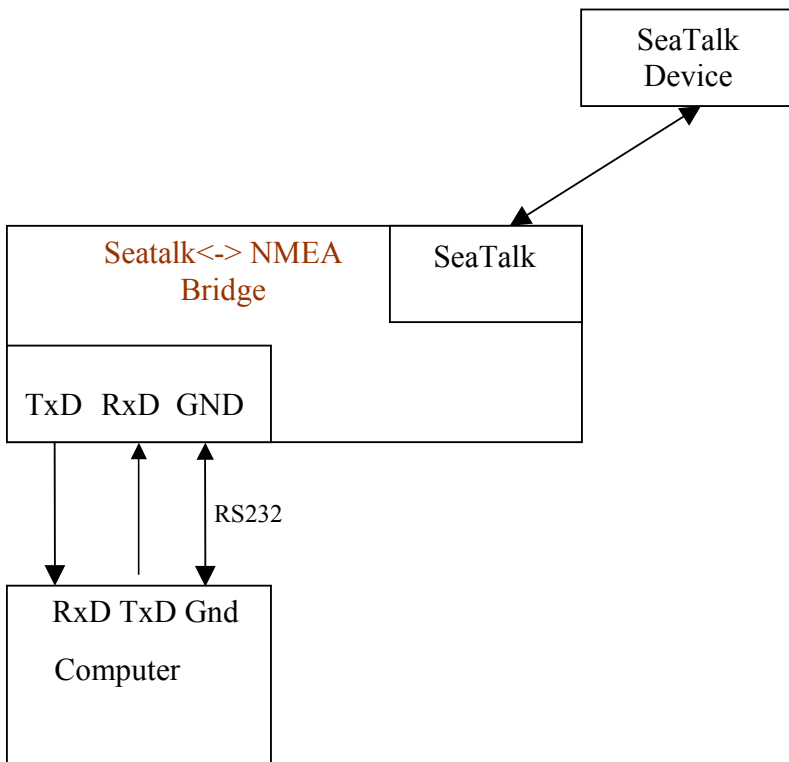 SeaTalk
Device
Seatalk<-> NMEA
Bridge
SeaTalk
TxD RxD GND
RS232
RxD TxD Gnd
Computer